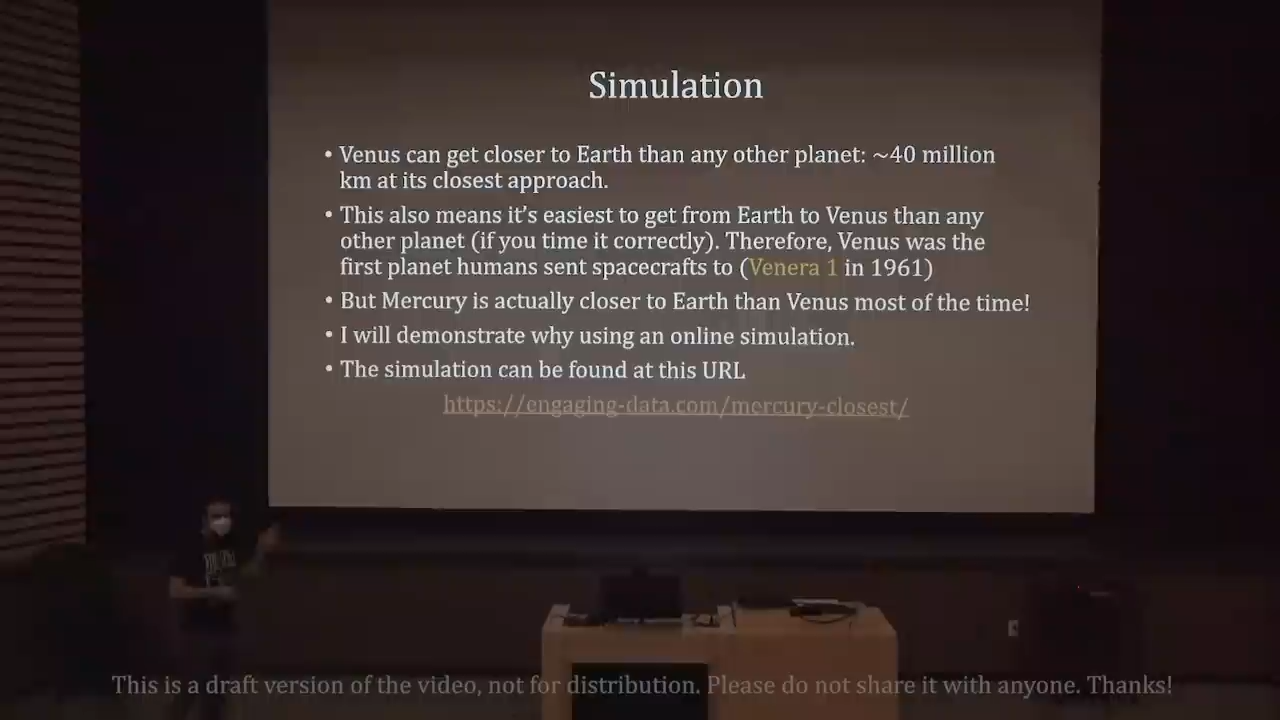 Simulation
• Venus can get closer to Earth than any other planet: ~40 million
km at its closest approach.
• This also means it's easiest to get from Earth to Venus than any
other planet (if you time it correctly). Therefore, Venus was the
first planet humans sent spacecrafts to (Venera 1 in 1961)
• But Mercury is actually closer to Earth than Venus most of the time!
• I will demonstrate why using an online simulation.
• The simulation can be found at this URL
https://engaging-data.com/mercury-closest/
This is a draft version of the video, not for distribution. Please do not share it with anyone. Thanks!